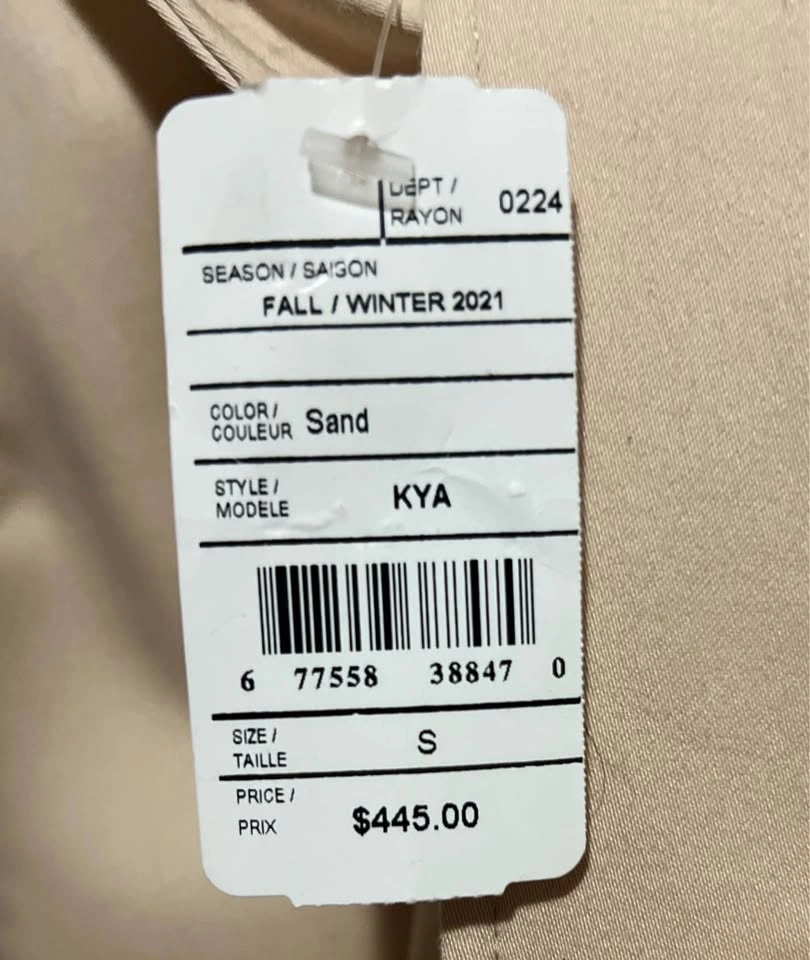 DEPT /
RAYON 0224
SEASON / SAISON
FALL / WINTER 2021
COLOR /
COULEUR Sand
STYLE /
MODELE KYA
6 77558 38847 0
SIZE /
TAILLE S
PRICE /
PRIX $445.00